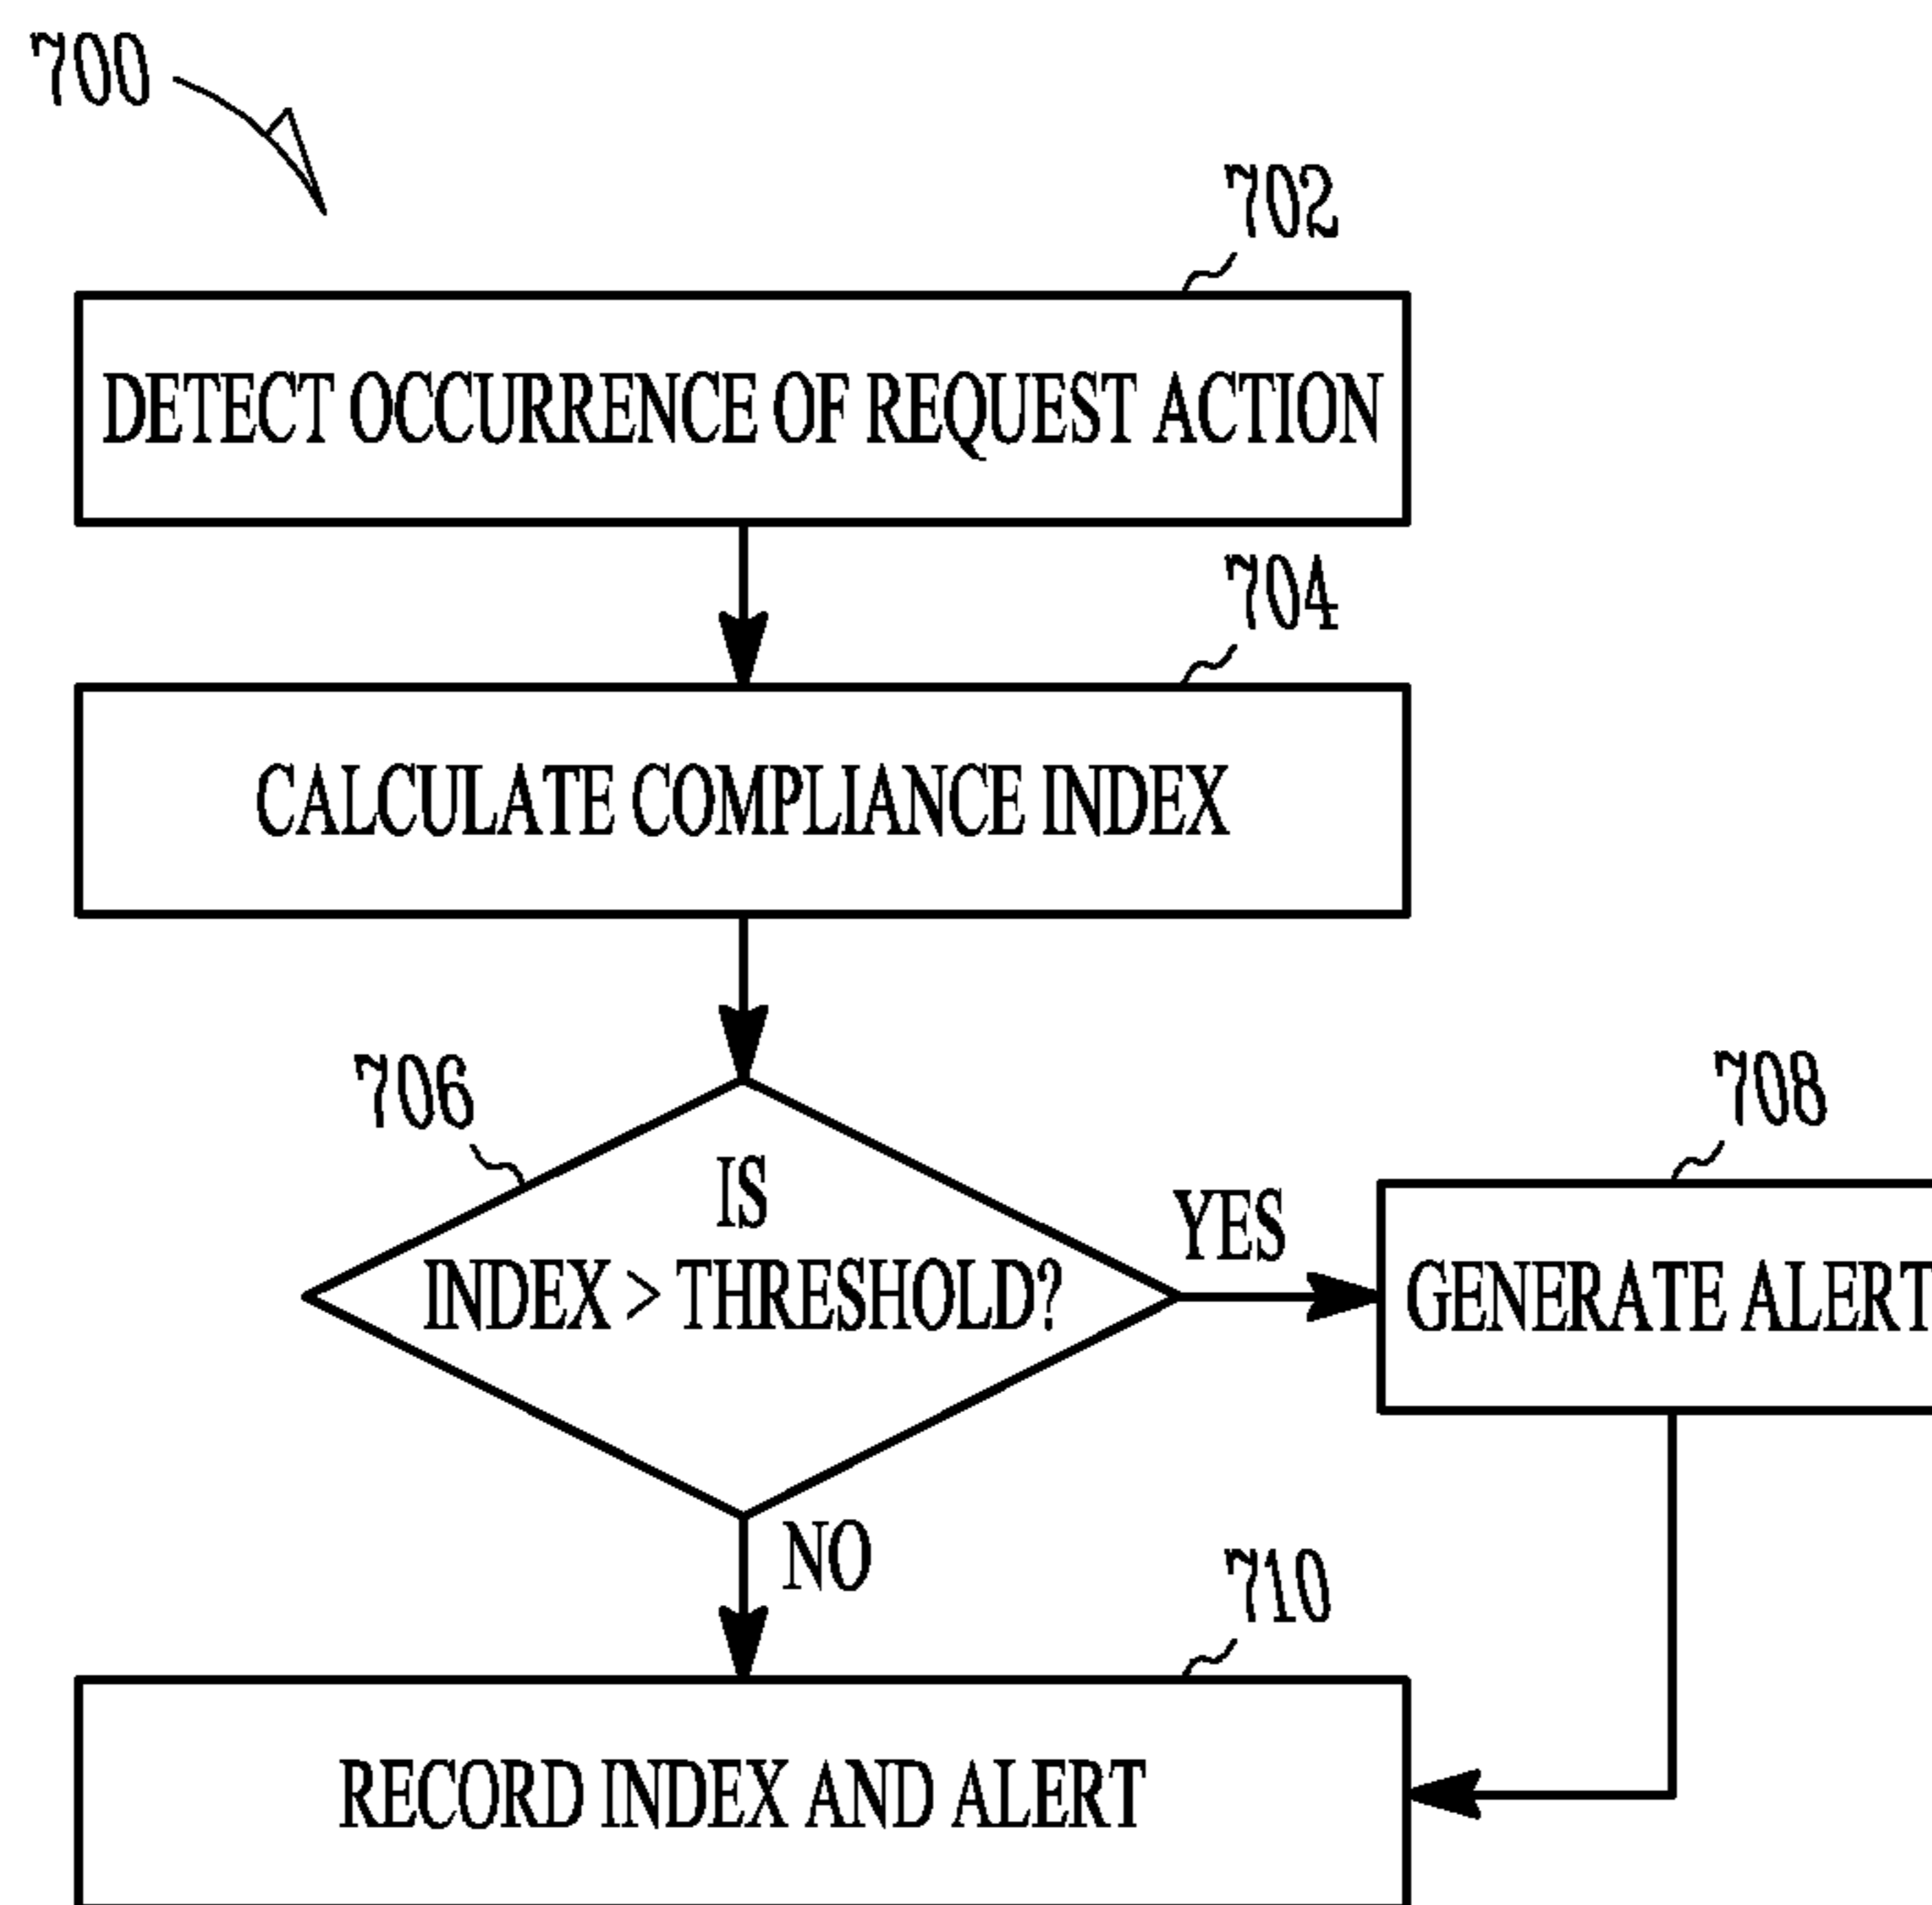 700
702
DETECT OCCURRENCE OF REQUEST ACTION
704
CALCULATE COMPLIANCE INDEX
706
IS
INDEX > THRESHOLD?
YES
708
GENERATE ALERT
NO
710
RECORD INDEX AND ALERT